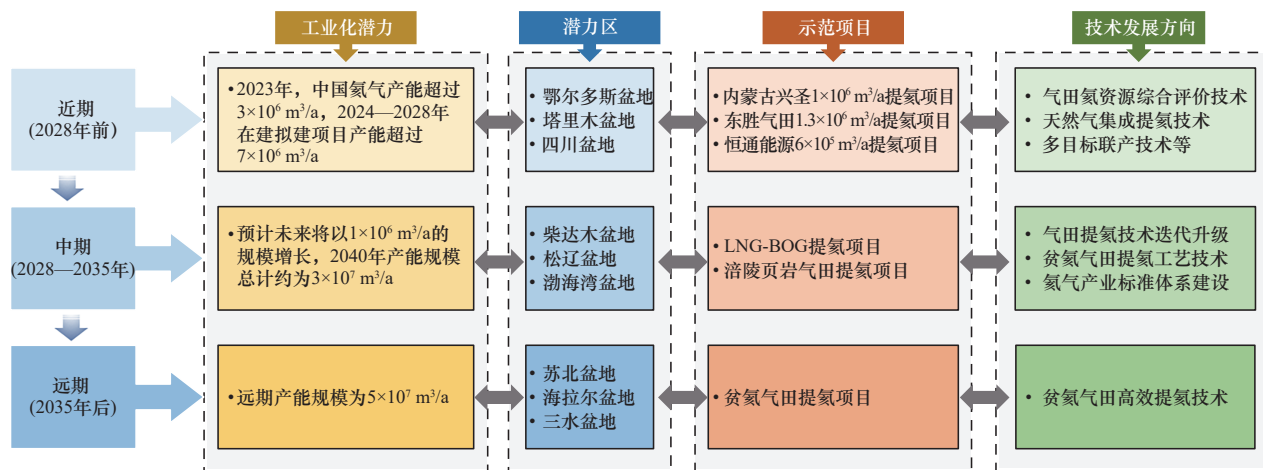 工业化潜力
潜力区
示范项目
技术发展方向
近期
(2028年前)
•2023年,中国氦气产能超过
3×10⁶ m³/a,2024—2028年
在建拟建项目产能超过
7×10⁶ m³/a
• 鄂尔多斯盆地
• 塔里木盆地
• 四川盆地
•内蒙古兴圣1×10⁶ m³/a提氦项目
•东胜气田1.3×10⁶ m³/a提氦项目
•恒通能源6×10⁵ m³/a提氦项目
• 气田氦资源综合评价技术
• 天然气集成提氦技术
• 多目标联产技术等
中期
(2028—2035年)
•预计未来将以1×10⁶ m³/a的
规模增长,2040年产能规模
总计约为3×10⁷ m³/a
• 柴达木盆地
• 松辽盆地
• 渤海湾盆地
•LNG-BOG提氦项目
•涪陵页岩气田提氦项目
• 气田提氦技术迭代升级
• 贫氦气田提氦工艺技术
• 氦气产业标准体系建设
远期
(2035年后)
•远期产能规模为5×10⁷ m³/a
• 苏北盆地
• 海拉尔盆地
• 三水盆地
•贫氦气田提氦项目
• 贫氦气田高效提氦技术